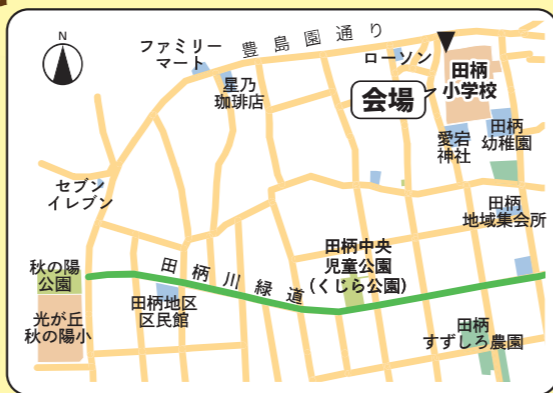 N
ファミリー
マート
豊島園通り
ローソン
星乃
珈琲店
会場
田柄
小学校
愛宕
神社
田柄
幼稚園
セブン
イレブン
田柄
地域集会所
秋の陽
公園
田柄川緑道
田柄中央
児童公園
(くじら公園)
光が丘
秋の陽小
田柄地区
区民館
田柄
すずしろ農園